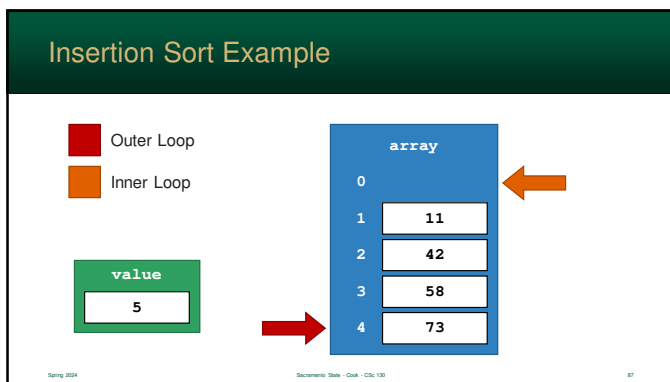 Insertion Sort Example
Outer Loop
Inner Loop
value
5
array
0
1 11
2 42
3 58
4 73
Spring 2024 Sacramento State - Cook - CSc 130 87